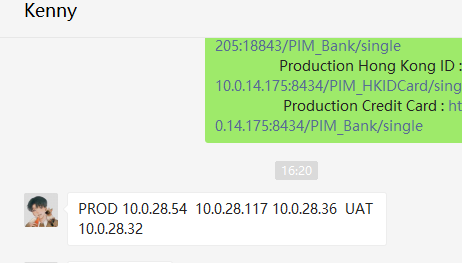 Kenny
205:18843/PIM_Bank/single
Production Hong Kong ID :
10.0.14.175:8434/PIM_HKIDCard/sing
Production Credit Card : ht
0.14.175:8434/PIM_Bank/single
16:20
PROD 10.0.28.54 10.0.28.117 10.0.28.36 UAT
10.0.28.32